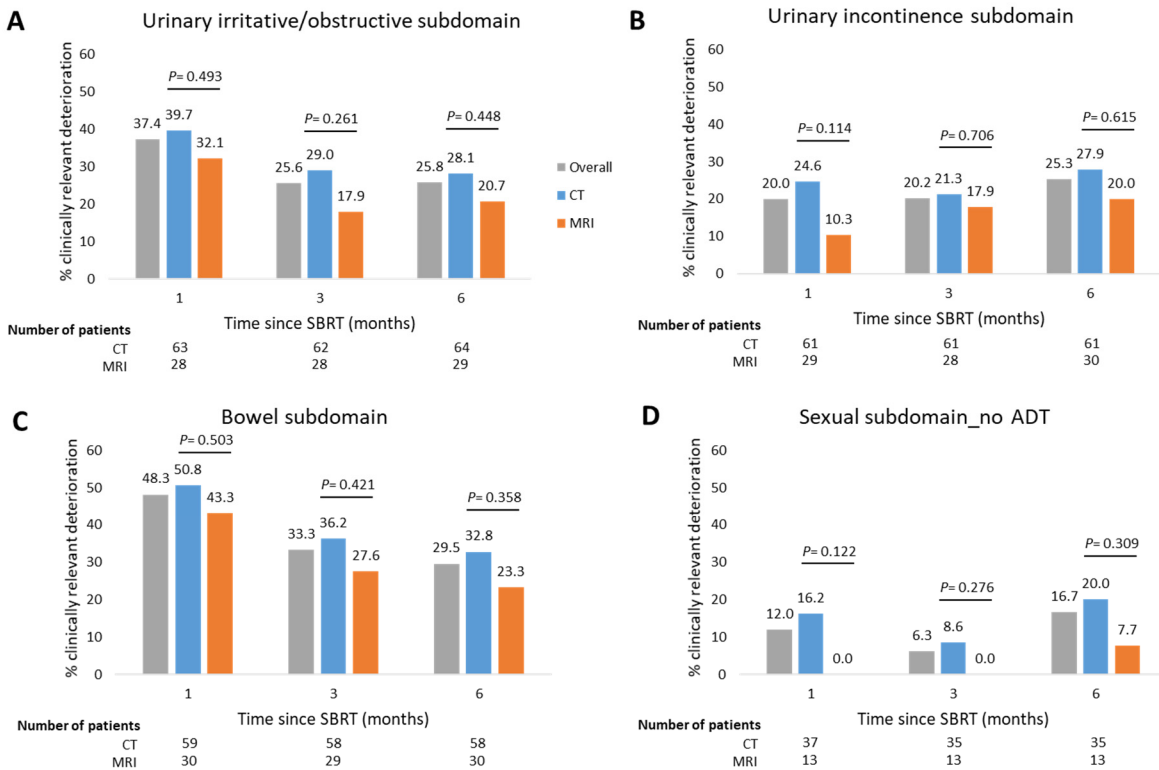 A
Urinary irritative/obstructive subdomain
% clinically relevant deterioration
60
50
40
30
20
10
0
P= 0.493
37.4
39.7
32.1
P= 0.261
25.6
29.0
17.9
P= 0.448
25.8
28.1
20.7
1
3
6
Time since SBRT (months)
Number of patients
CT 63 62 64
MRI 28 28 29
Overall
CT
MRI
B
Urinary incontinence subdomain
% clinically relevant deterioration
60
50
40
30
20
10
0
P= 0.114
20.0
24.6
10.3
P= 0.706
20.2
21.3
17.9
P= 0.615
25.3
27.9
20.0
1
3
6
Time since SBRT (months)
Number of patients
CT 61 61 61
MRI 29 28 30
C
Bowel subdomain
% clinically relevant deterioration
60
50
40
30
20
10
0
P= 0.503
48.3
50.8
43.3
P= 0.421
33.3
36.2
27.6
P= 0.358
29.5
32.8
23.3
1
3
6
Time since SBRT (months)
Number of patients
CT 59 58 58
MRI 30 29 30
D
Sexual subdomain_no ADT
% clinically relevant deterioration
60
50
40
30
20
10
0
P= 0.122
12.0
16.2
0.0
P= 0.276
6.3
8.6
0.0
P= 0.309
16.7
20.0
7.7
1
3
6
Time since SBRT (months)
Number of patients
CT 37 35 35
MRI 13 13 13